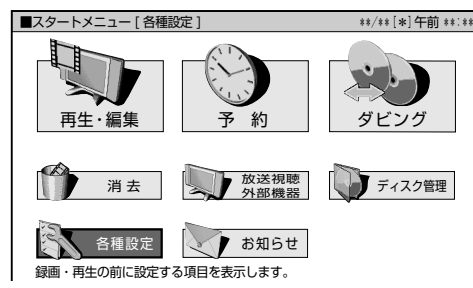 ■スタートメニュー [ 各種設定 ] **/** [*] 午前 **:**
再生・編集 予 約 ダビング
消 去 放送視聴 ディスク管理
外部機器
各種設定 お知らせ
録画・再生の前に設定する項目を表示します。